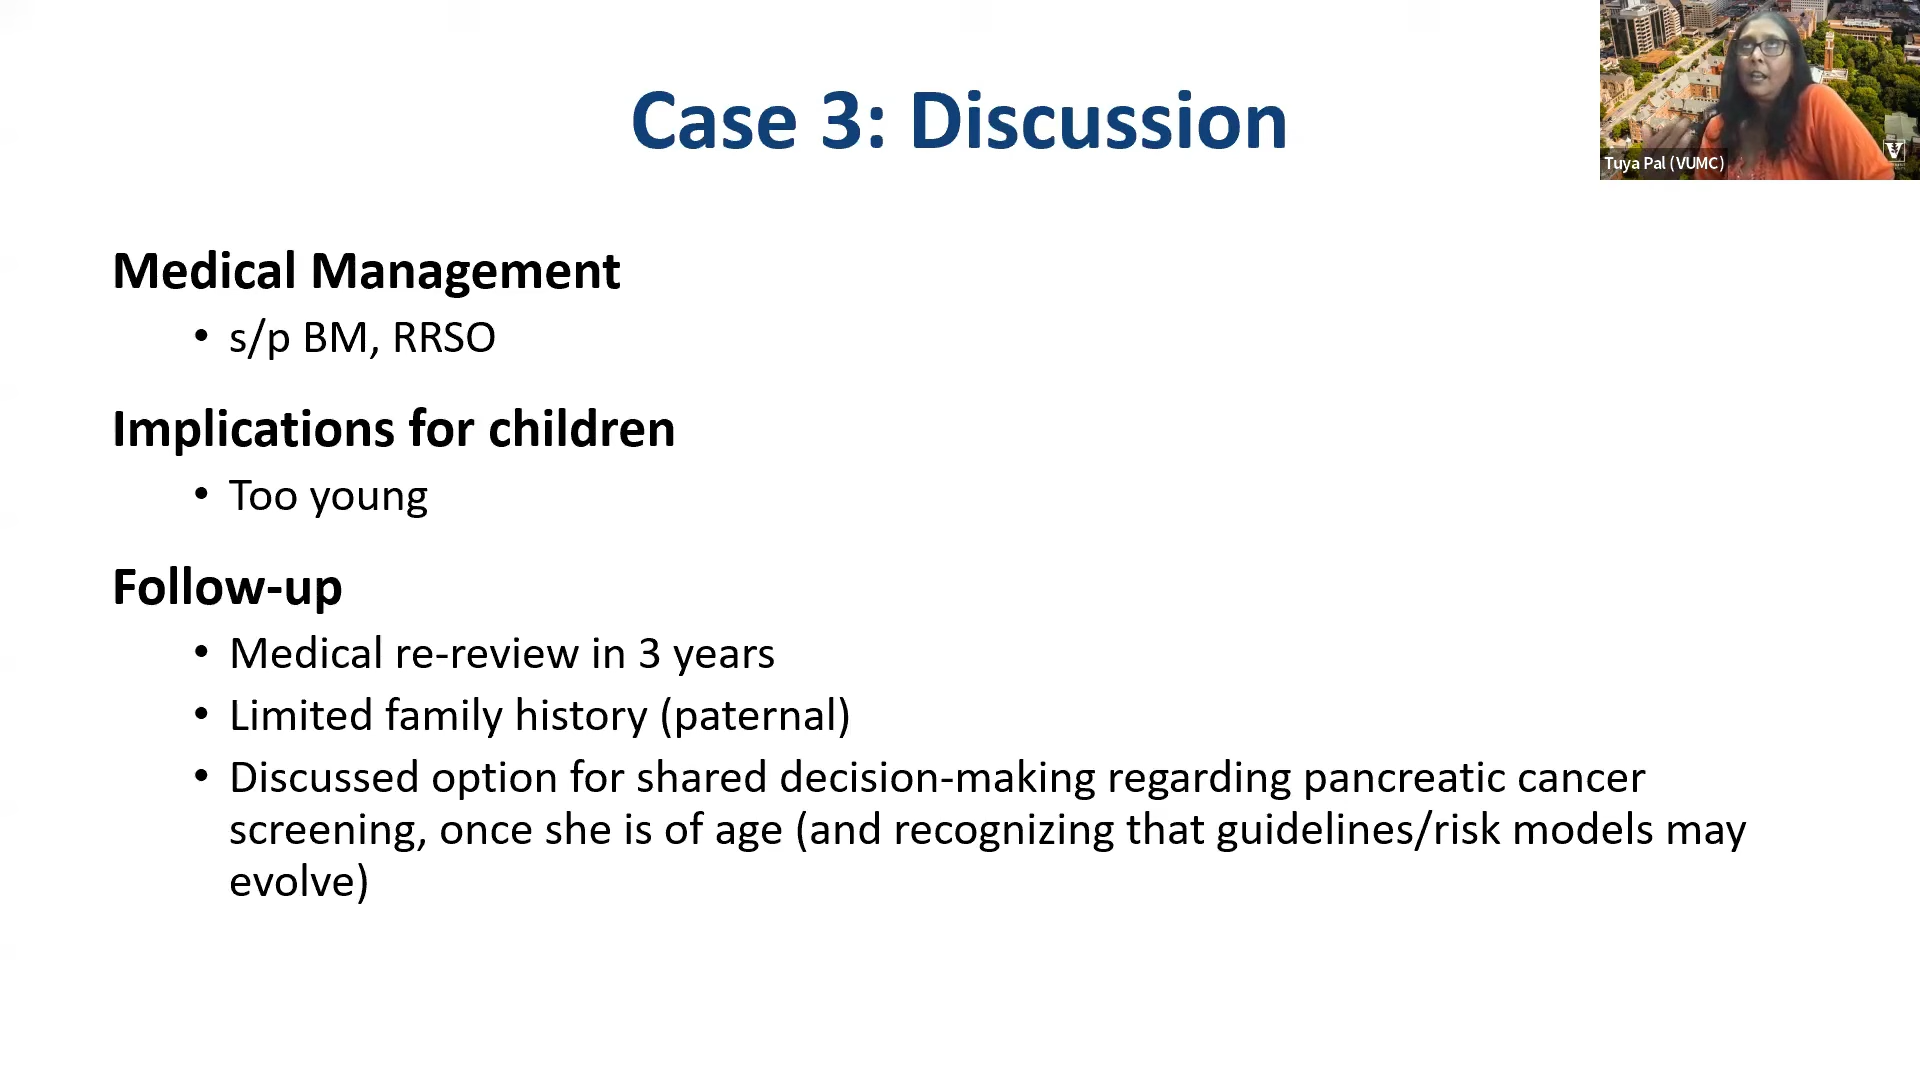 Case 3: Discussion
Tuya Pal (VUMC)
Medical Management
• s/p BM, RRSO
Implications for children
• Too young
Follow-up
• Medical re-review in 3 years
• Limited family history (paternal)
• Discussed option for shared decision-making regarding pancreatic cancer
screening, once she is of age (and recognizing that guidelines/risk models may
evolve)